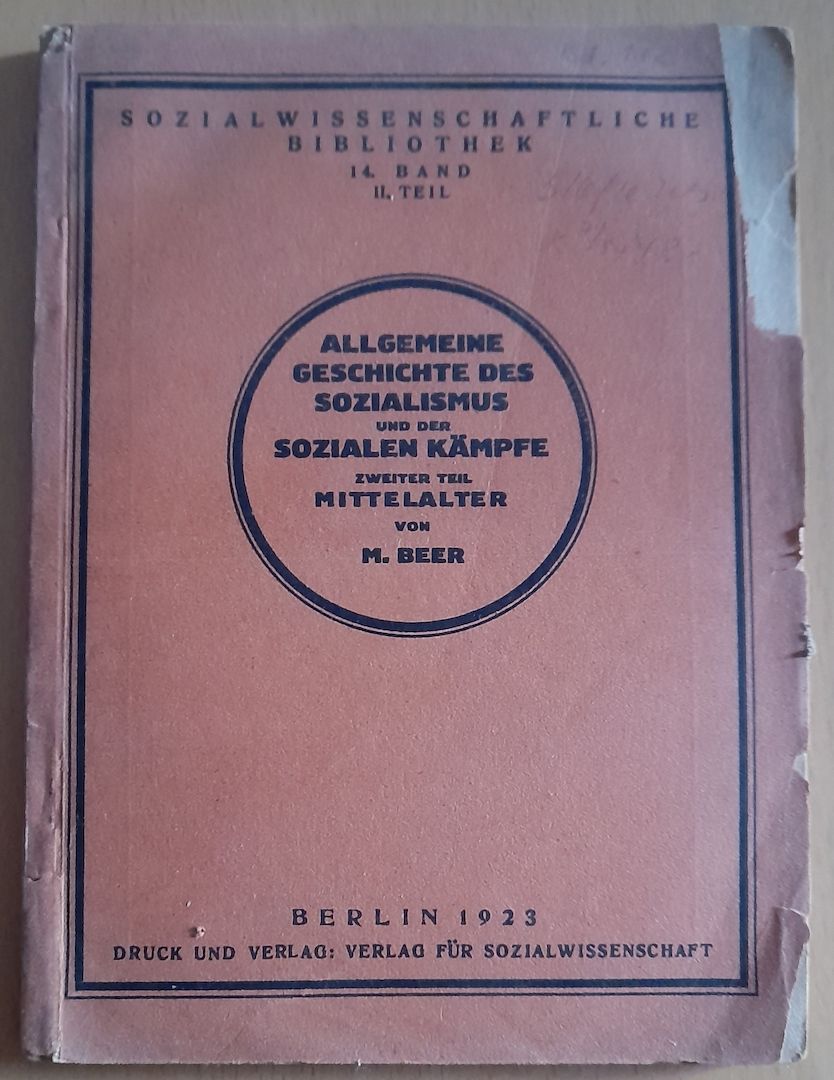 SOZIALWISSENSCHAFTLICHE
BIBLIOTHEK
14. BAND
II. TEIL
ALLGEMEINE
GESCHICHTE DES
SOZIALISMUS
UND DER
SOZIALEN KÄMPFE
ZWEITER TEIL
MITTELALTER
VON
M. BEER
BERLIN 1923
DRUCK UND VERLAG: VERLAG FÜR SOZIALWISSENSCHAFT